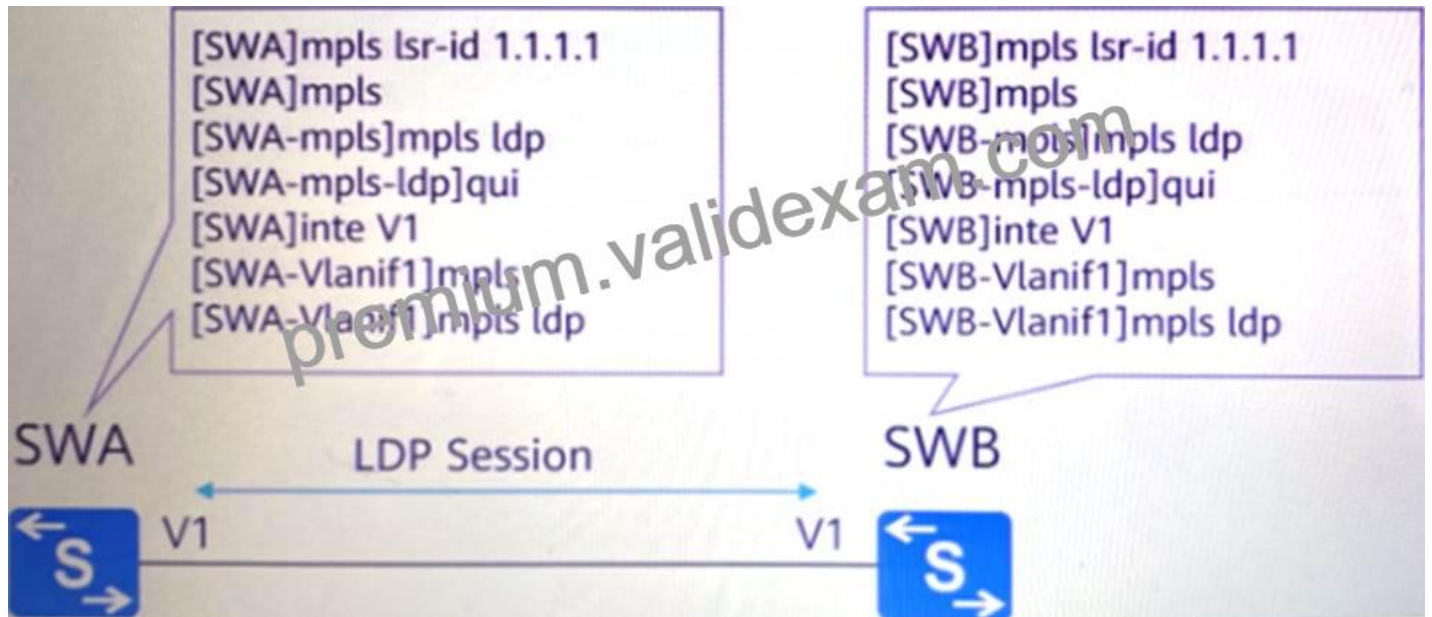 [SWA]mpls lsr-id 1.1.1.1
[SWA]mpls
[SWA-mpls]mpls ldp
[SWA-mpls-ldp]qui
[SWA]inte V1
[SWA-Vlanif1]mpls
[SWA-Vlanif1]mpls ldp
[SWB]mpls lsr-id 1.1.1.1
[SWB]mpls
[SWB-mpls]mpls ldp
[SWB-mpls-ldp]qui
[SWB]inte V1
[SWB-Vlanif1]mpls
[SWB-Vlanif1]mpls ldp
premium.validexam.com
SWA
LDP Session
SWB
V1
V1
S
S